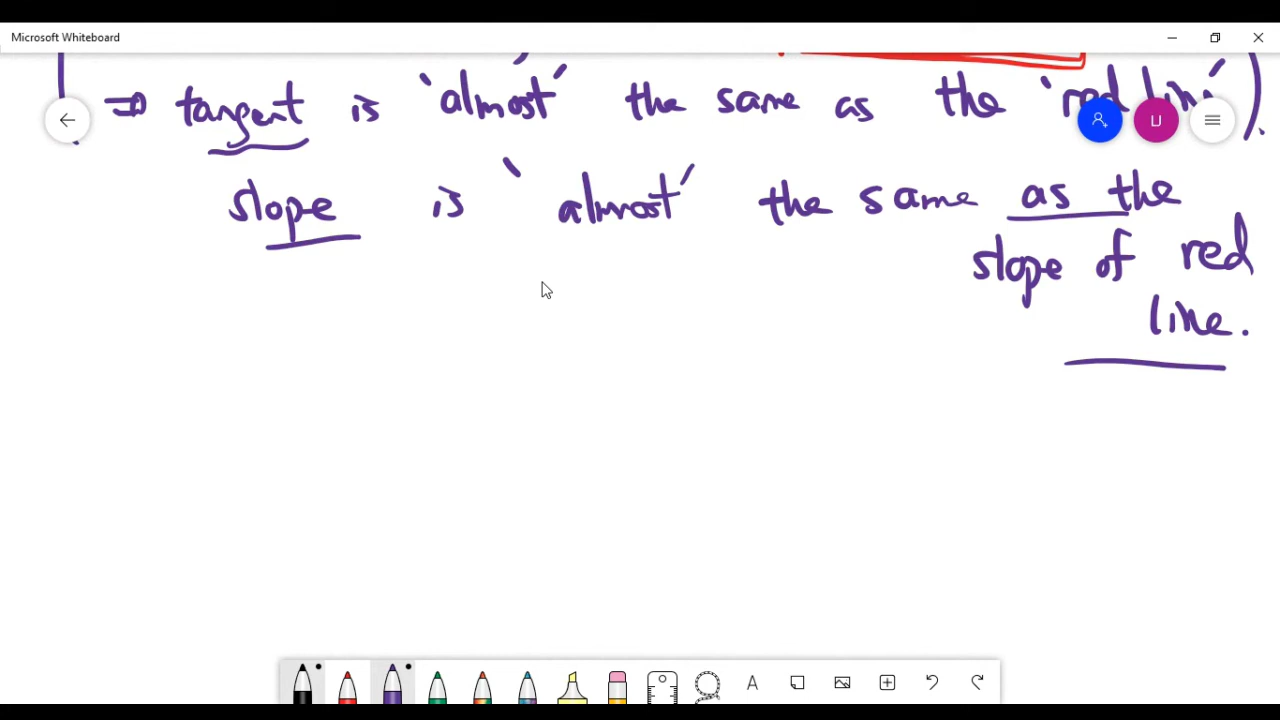 Microsoft Whiteboard
⇒ tangent is 'almost' the same as the 'red line'
slope is 'almost' the same as the
slope of red
line.